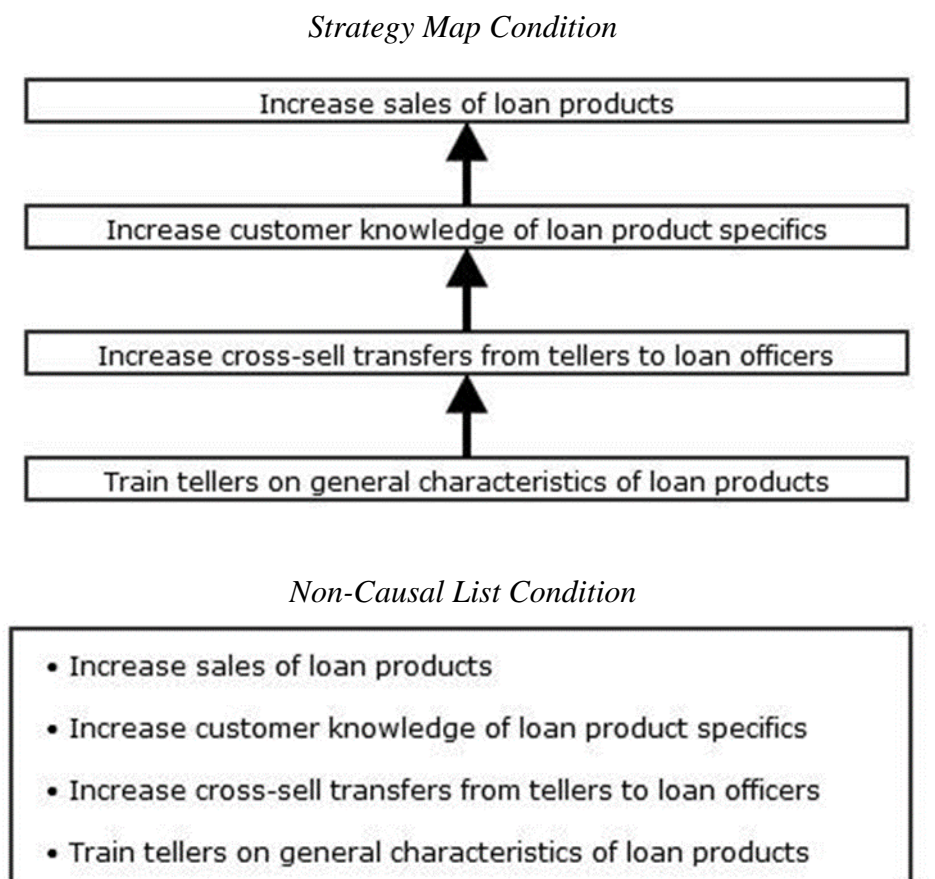 Strategy Map Condition
Increase sales of loan products
Increase customer knowledge of loan product specifics
Increase cross-sell transfers from tellers to loan officers
Train tellers on general characteristics of loan products
Non-Causal List Condition
• Increase sales of loan products
• Increase customer knowledge of loan product specifics
• Increase cross-sell transfers from tellers to loan officers
• Train tellers on general characteristics of loan products